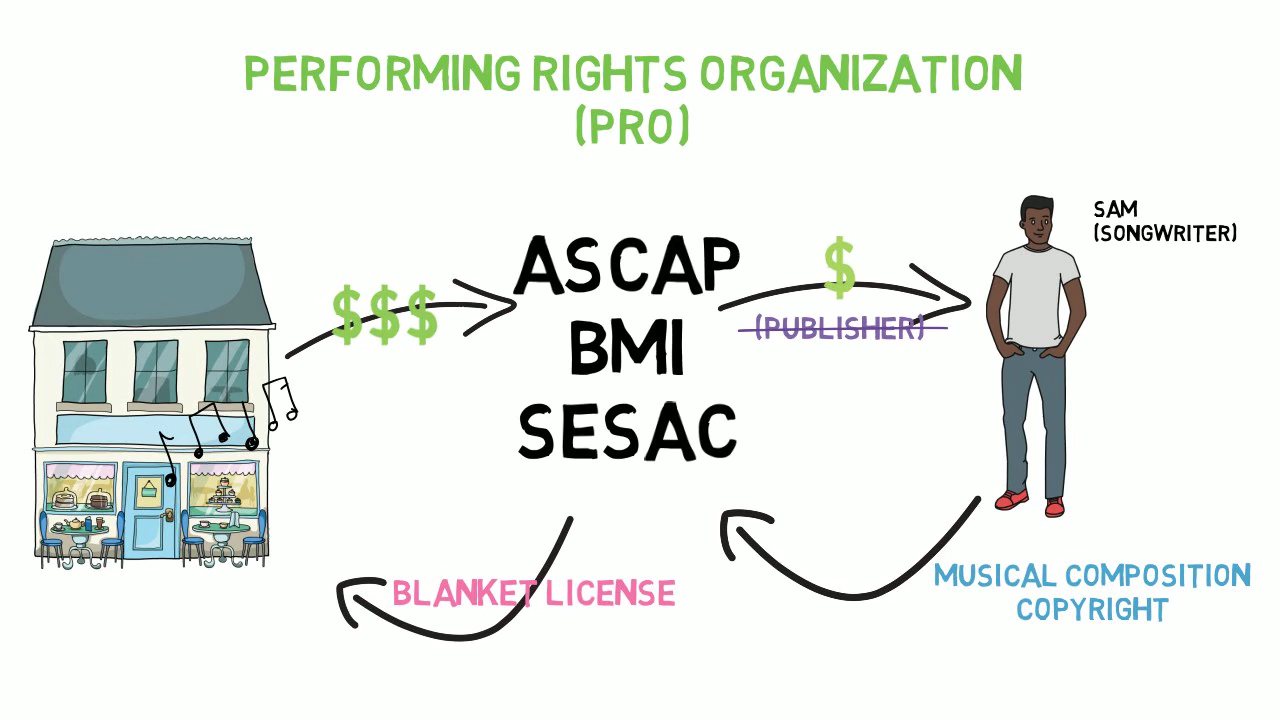 PERFORMING RIGHTS ORGANIZATION
(PRO)
SAM
(SONGWRITER)
$$$
ASCAP
BMI
SESAC
$
(PUBLISHER)
BLANKET LICENSE
MUSICAL COMPOSITION
COPYRIGHT